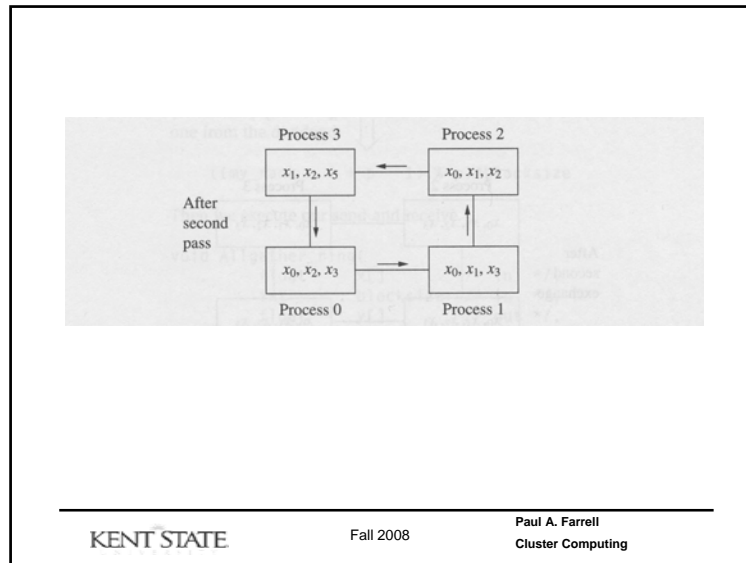 Process 3 Process 2
x₁, x₂, x₅ x₀, x₁, x₂
After
second
pass
x₀, x₂, x₃ x₀, x₁, x₃
Process 0 Process 1
KENT STATE
Fall 2008
Paul A. Farrell
Cluster Computing